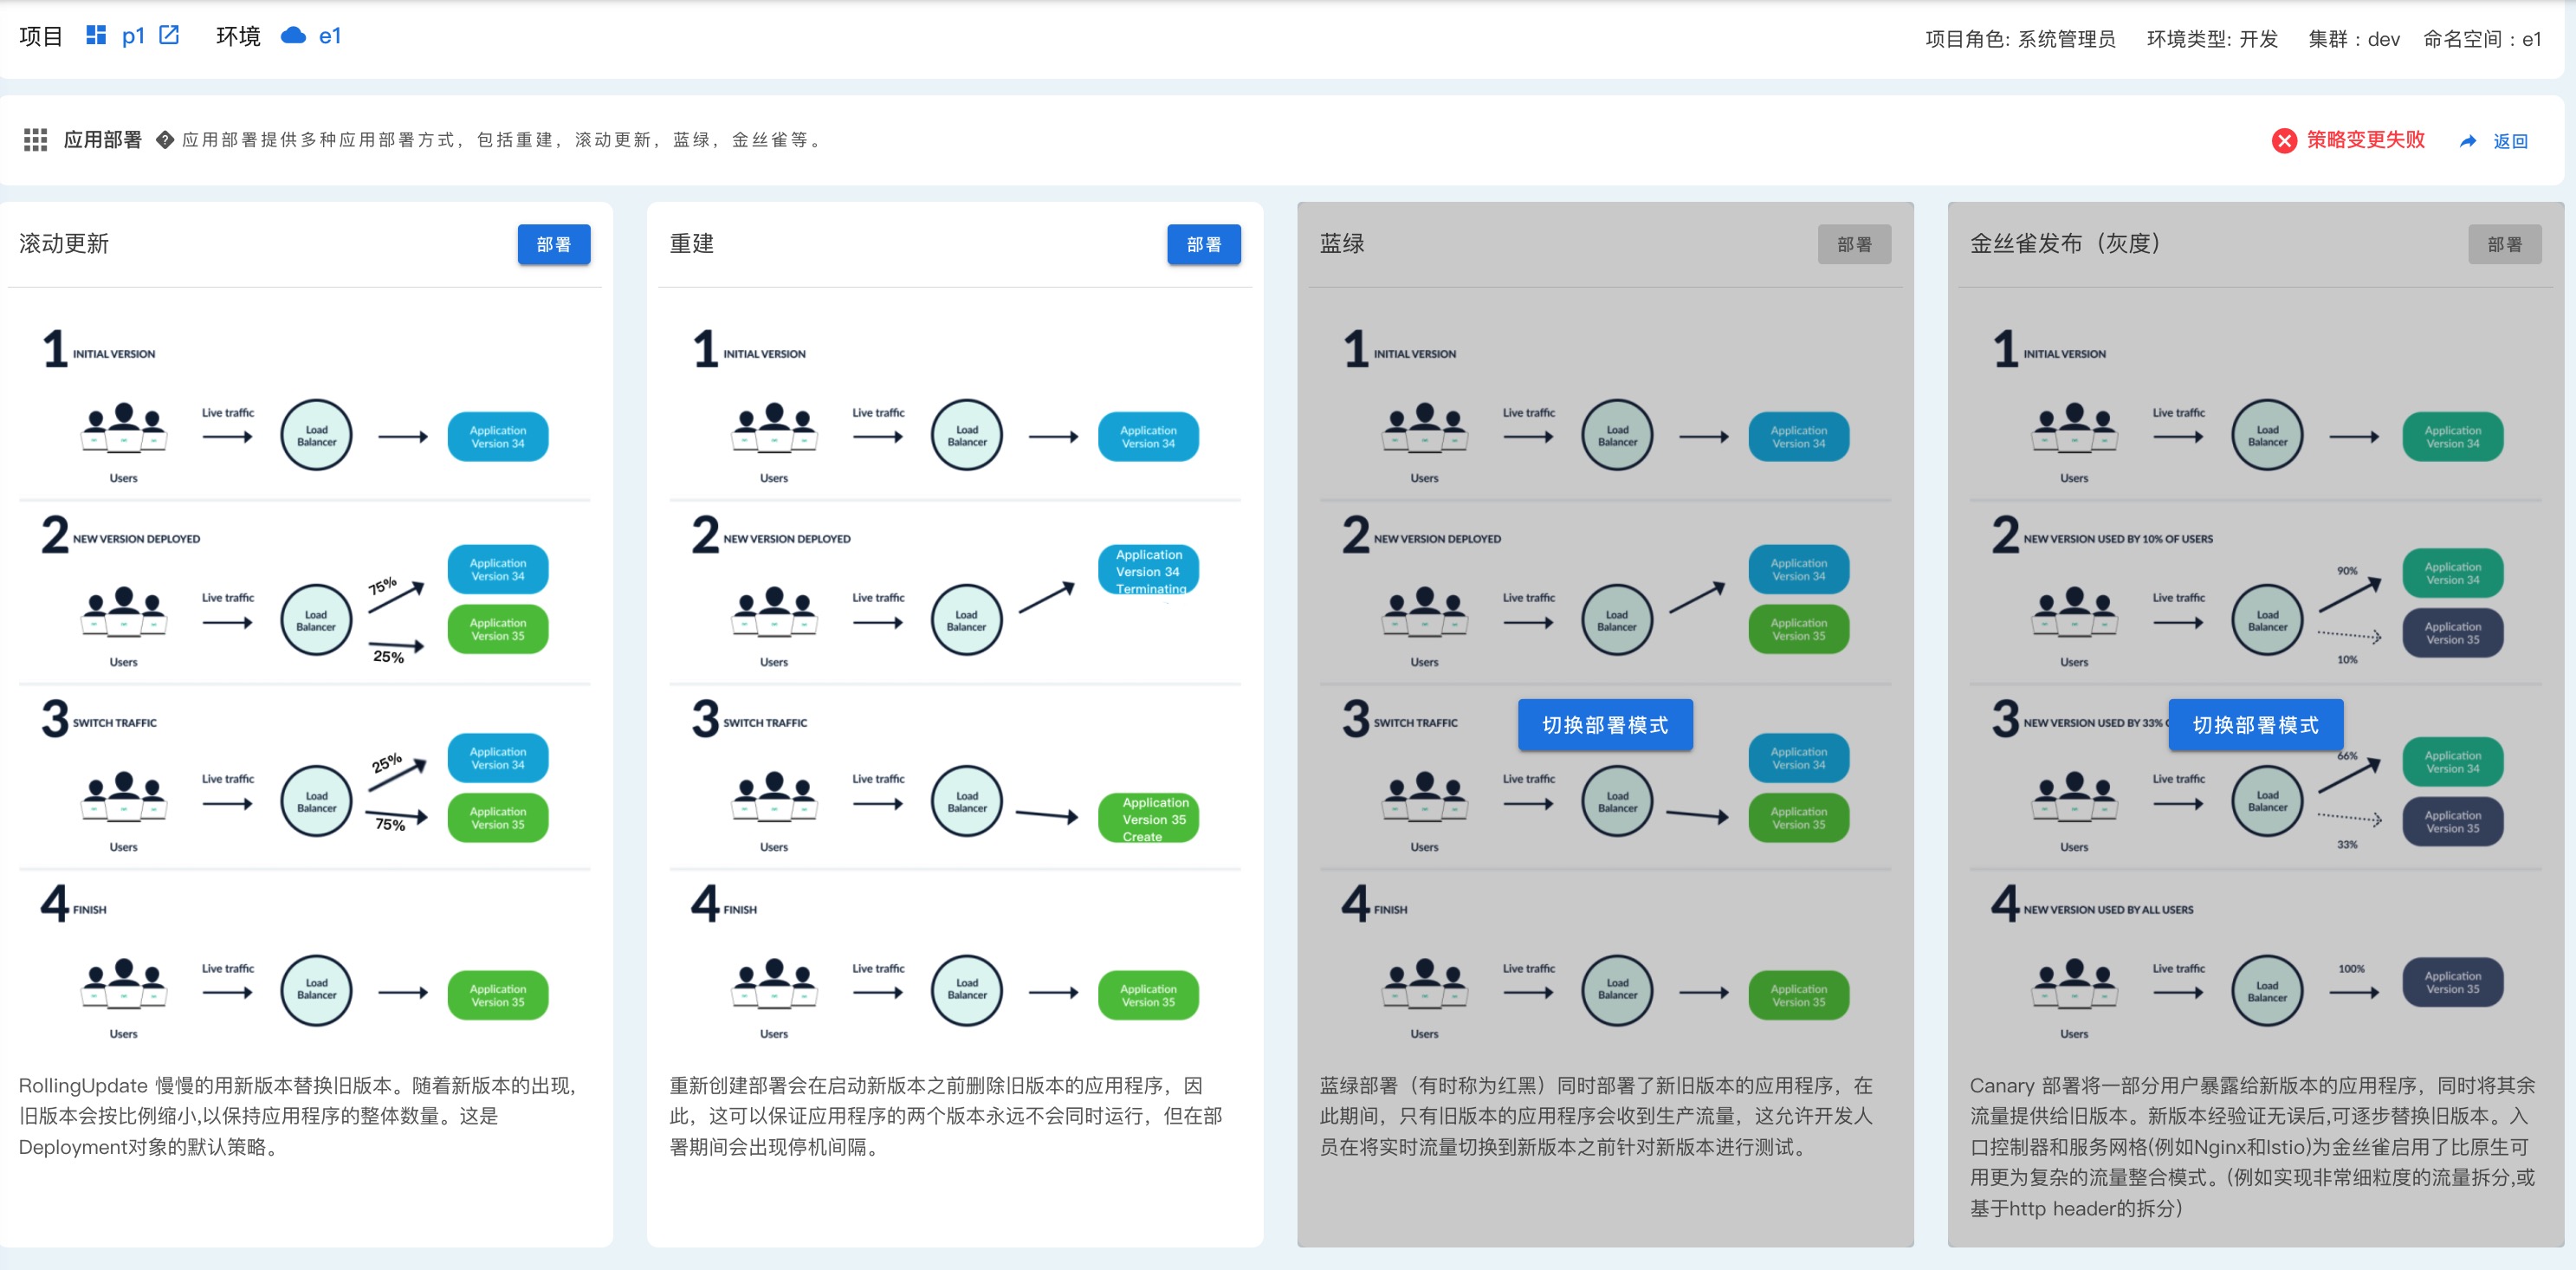 项目 p1 环境 e1
项目角色: 系统管理员 环境类型: 开发 集群：dev 命名空间：e1
应用部署 应用部署提供多种应用部署方式，包括重建，滚动更新，蓝绿，金丝雀等。
策略变更失败 返回
滚动更新 部署
1 INITIAL VERSION
Live traffic
Load
Balancer
Application
Version 34
Users
2 NEW VERSION DEPLOYED
Live traffic
Load
Balancer
75%
25%
Application
Version 34
Application
Version 35
Users
3 SWITCH TRAFFIC
Live traffic
Load
Balancer
25%
75%
Application
Version 34
Application
Version 35
Users
4 FINISH
Live traffic
Load
Balancer
Application
Version 35
Users
RollingUpdate 慢慢的用新版本替换旧版本。随着新版本的出现,
旧版本会按比例缩小,以保持应用程序的整体数量。这是
Deployment对象的默认策略。
重建 部署
1 INITIAL VERSION
Live traffic
Load
Balancer
Application
Version 34
Users
2 NEW VERSION DEPLOYED
Live traffic
Load
Balancer
Application
Version 34
Terminating
Users
3 SWITCH TRAFFIC
Live traffic
Load
Balancer
Application
Version 35
Create
Users
4 FINISH
Live traffic
Load
Balancer
Application
Version 35
Users
重新创建部署会在启动新版本之前删除旧版本的应用程序，因
此，这可以保证应用程序的两个版本永远不会同时运行，但在部
署期间会出现停机间隔。
蓝绿 部署
1 INITIAL VERSION
Live traffic
Load
Balancer
Application
Version 34
Users
2 NEW VERSION DEPLOYED
Live traffic
Load
Balancer
Application
Version 34
Application
Version 35
Users
3 SWITCH TRAFFIC
切换部署模式
Live traffic
Load
Balancer
Application
Version 34
Application
Version 35
Users
4 FINISH
Live traffic
Load
Balancer
Application
Version 35
Users
蓝绿部署（有时称为红黑）同时部署了新旧版本的应用程序，在
此期间，只有旧版本的应用程序会收到生产流量，这允许开发人
员在将实时流量切换到新版本之前针对新版本进行测试。
金丝雀发布（灰度） 部署
1 INITIAL VERSION
Live traffic
Load
Balancer
Application
Version 34
Users
2 NEW VERSION USED BY 10% OF USERS
Live traffic
Load
Balancer
90%
10%
Application
Version 34
Application
Version 35
Users
3 NEW VERSION USED BY 33%
切换部署模式
Live traffic
Load
Balancer
66%
33%
Application
Version 34
Application
Version 35
Users
4 NEW VERSION USED BY ALL USERS
Live traffic
Load
Balancer
100%
Application
Version 35
Users
Canary 部署将一部分用户暴露给新版本的应用程序，同时将其余
流量提供给旧版本。新版本经验证无误后,可逐步替换旧版本。入
口控制器和服务网格(例如Nginx和Istio)为金丝雀启用了比原生可
用更为复杂的流量整合模式。(例如实现非常细粒度的流量拆分,或
基于http header的拆分）